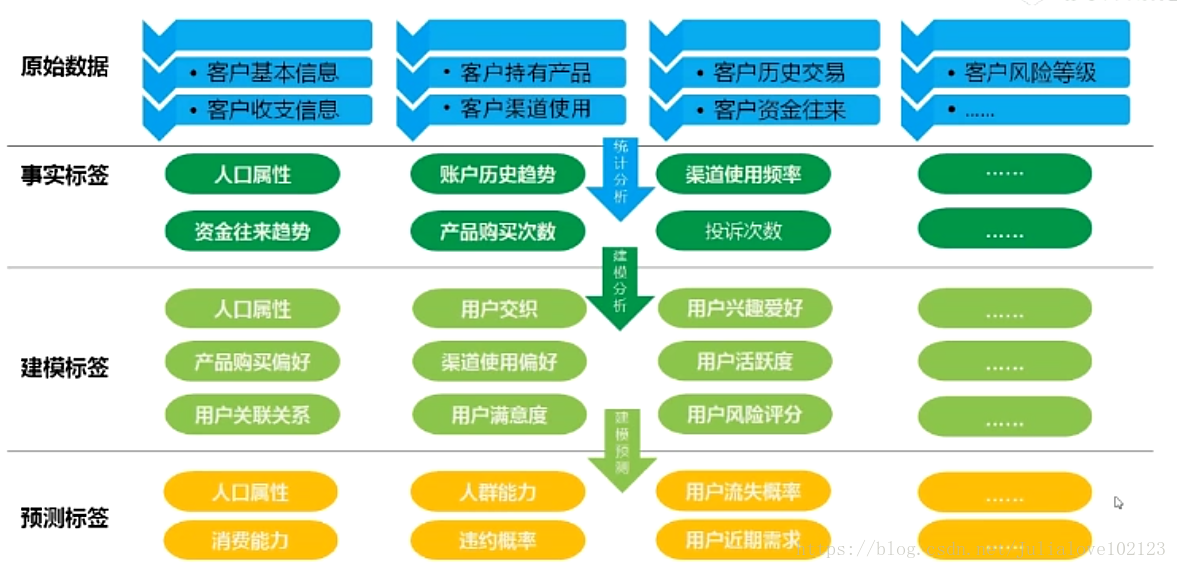 原始数据
• 客户基本信息
• 客户收支信息
• 客户持有产品
• 客户渠道使用
• 客户历史交易
• 客户资金往来
• 客户风险等级
• ……
统计分析
事实标签
人口属性
账户历史趋势
渠道使用频率
……
资金往来趋势
产品购买次数
投诉次数
……
建模分析
建模标签
人口属性
用户交织
用户兴趣爱好
……
产品购买偏好
渠道使用偏好
用户活跃度
……
用户关联关系
用户满意度
用户风险评分
……
建模预测
预测标签
人口属性
人群能力
用户流失概率
……
消费能力
违约概率
用户近期需求
……